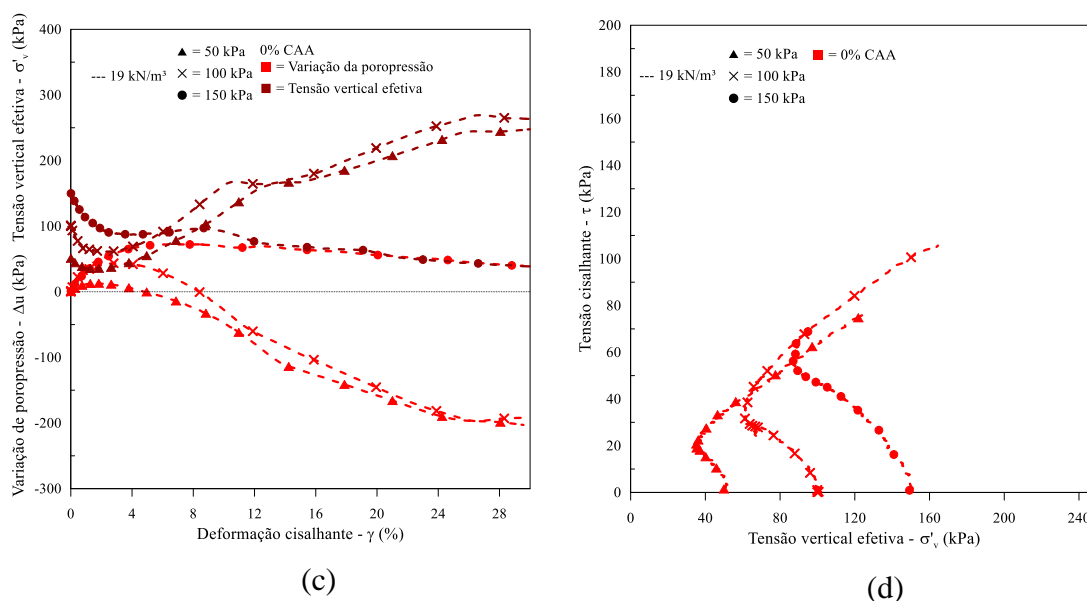 Variação de poropressão - Δu (kPa) Tensão vertical efetiva - σ'v (kPa)
400
300
200
100
0
-100
-200
-300
0 4 8 12 16 20 24 28
Deformação cisalhante - γ (%)
--- 19 kN/m³
= 50 kPa
= 100 kPa
= 150 kPa
0% CAA
= Variação da poropressão
= Tensão vertical efetiva
(c)
Tensão cisalhante - τ (kPa)
200
180
160
140
120
100
80
60
40
20
0
0 40 80 120 160 200 240
Tensão vertical efetiva - σ'v (kPa)
--- 19 kN/m³
= 50 kPa
= 100 kPa
= 150 kPa
= 0% CAA
(d)